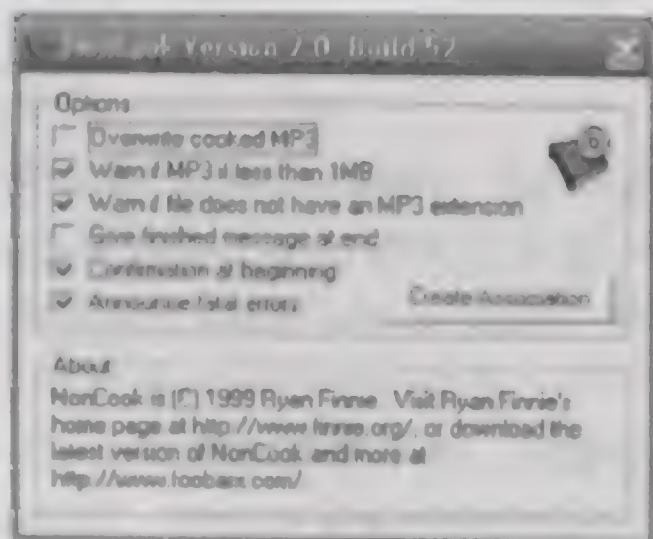 NonCook Version 2.0 Build 52
Options
Overwrite cooked MP3
Warn if MP3 is less than 1MB
Warn if file does not have an MP3 extension
Give finished message at end
Confirmation at beginning
Announce fatal errors
Create Association
About
NonCook is (C) 1999 Ryan Finnie. Visit Ryan Finnie's
home page at http://www.finnie.org/, or download the
latest version of NonCook and more at
http://www.foobarx.com/